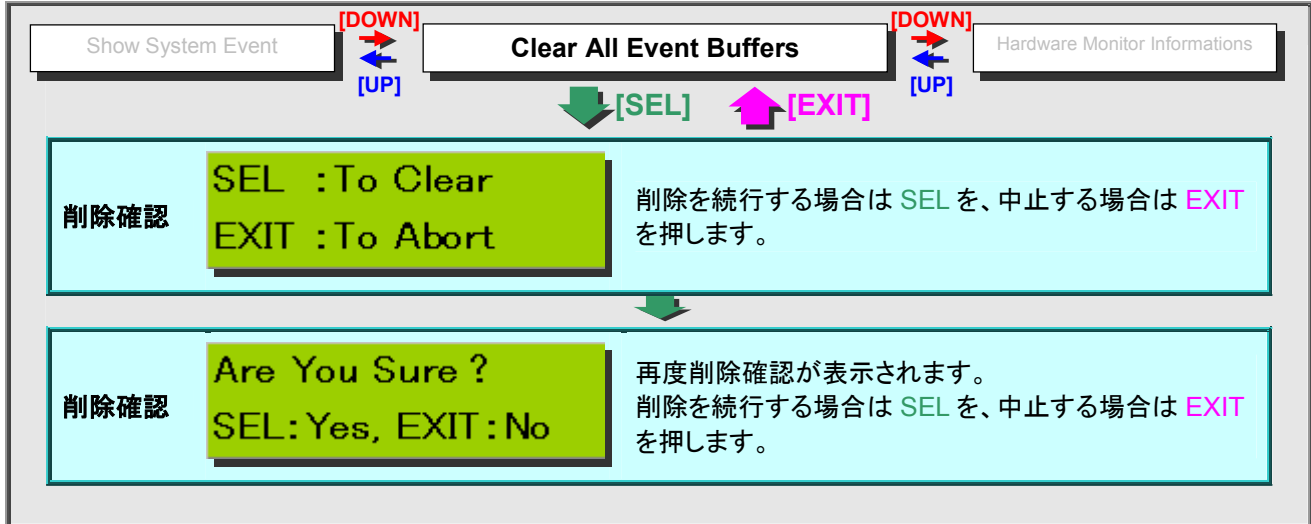 [DOWN]
[DOWN]
Show System Event
Clear All Event Buffers
Hardware Monitor Informations
[UP]
[UP]
[SEL]
[EXIT]
削除確認
SEL :To Clear
EXIT :To Abort
削除を続行する場合は SEL を、中止する場合は EXIT
を押します。
削除確認
Are You Sure ?
SEL:Yes, EXIT:No
再度削除確認が表示されます。
削除を続行する場合は SEL を、中止する場合は EXIT
を押します。